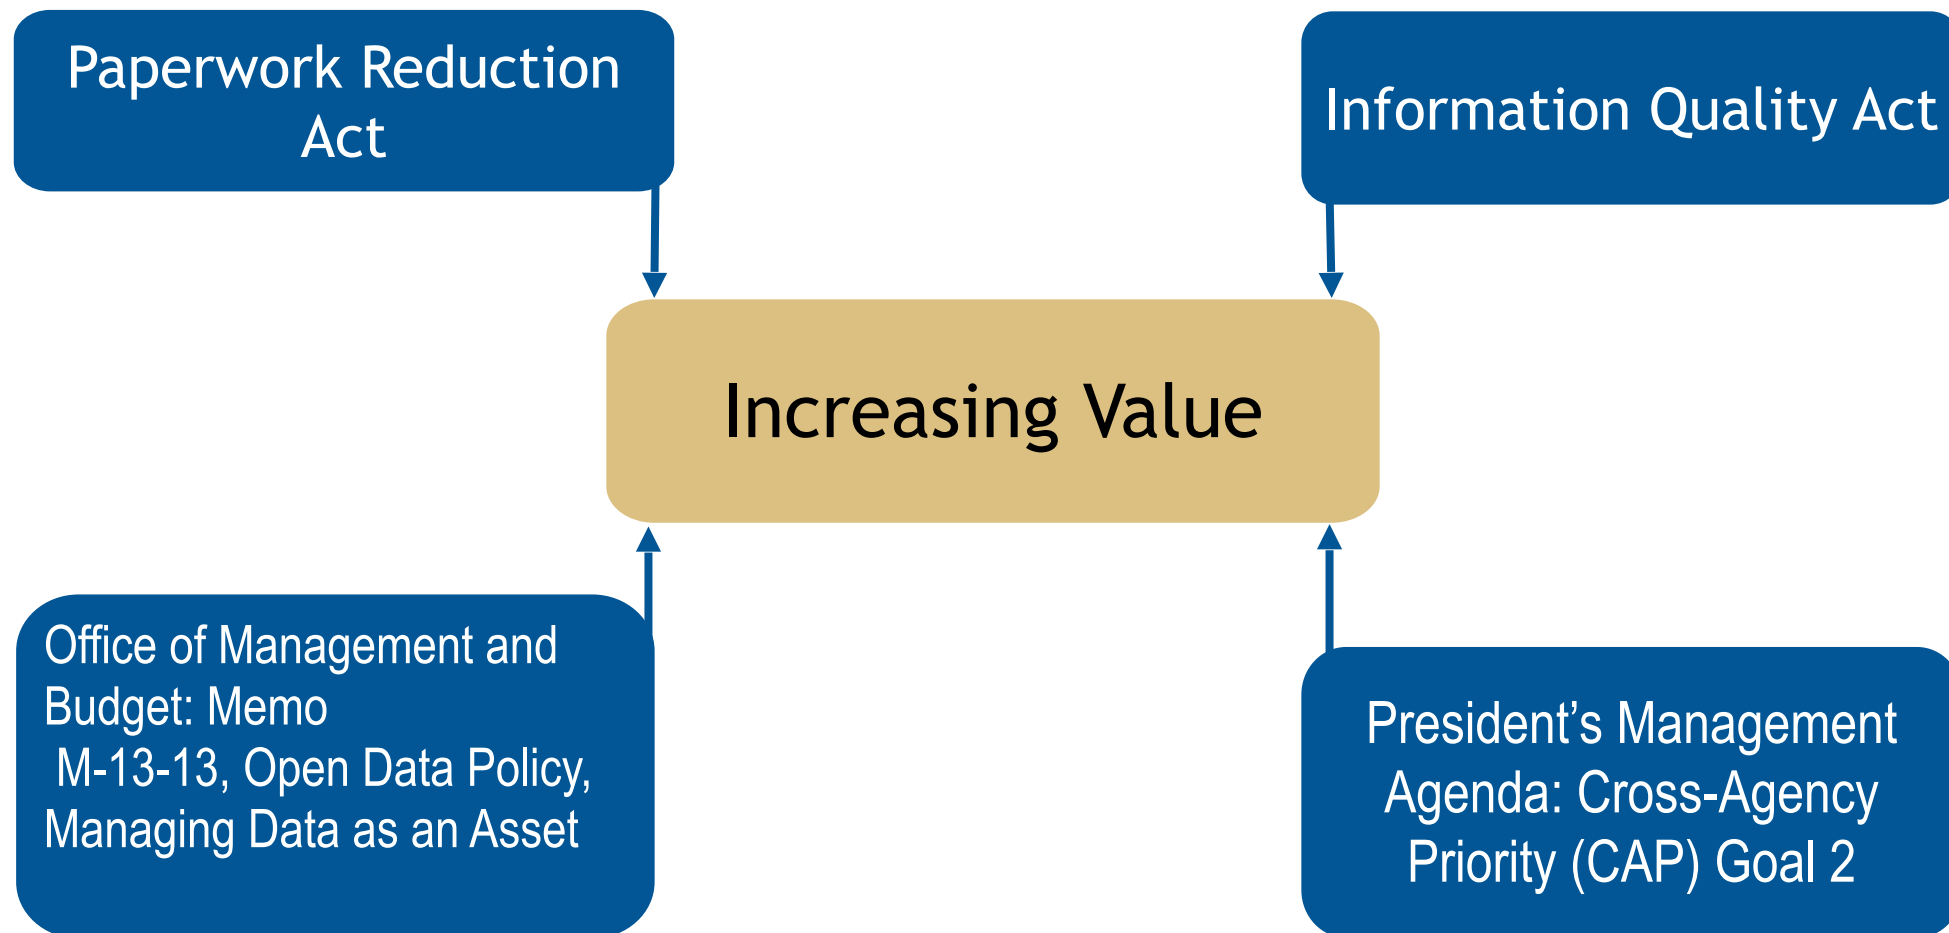 Paperwork Reduction
Act
Information Quality Act
Increasing Value
Office of Management and
Budget: Memo
M-13-13, Open Data Policy,
Managing Data as an Asset
President’s Management
Agenda: Cross-Agency
Priority (CAP) Goal 2